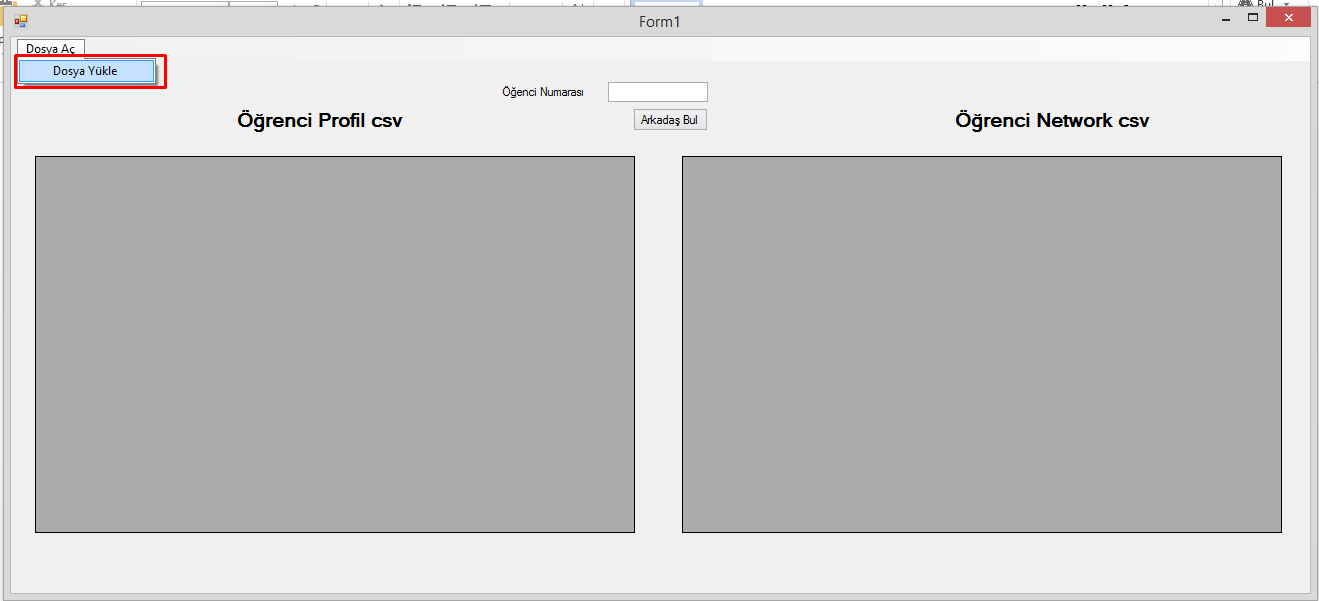 Form1
Dosya Aç
Dosya Yükle
Öğenci Numarası
Arkadaş Bul
Öğrenci Profil csv
Öğrenci Network csv